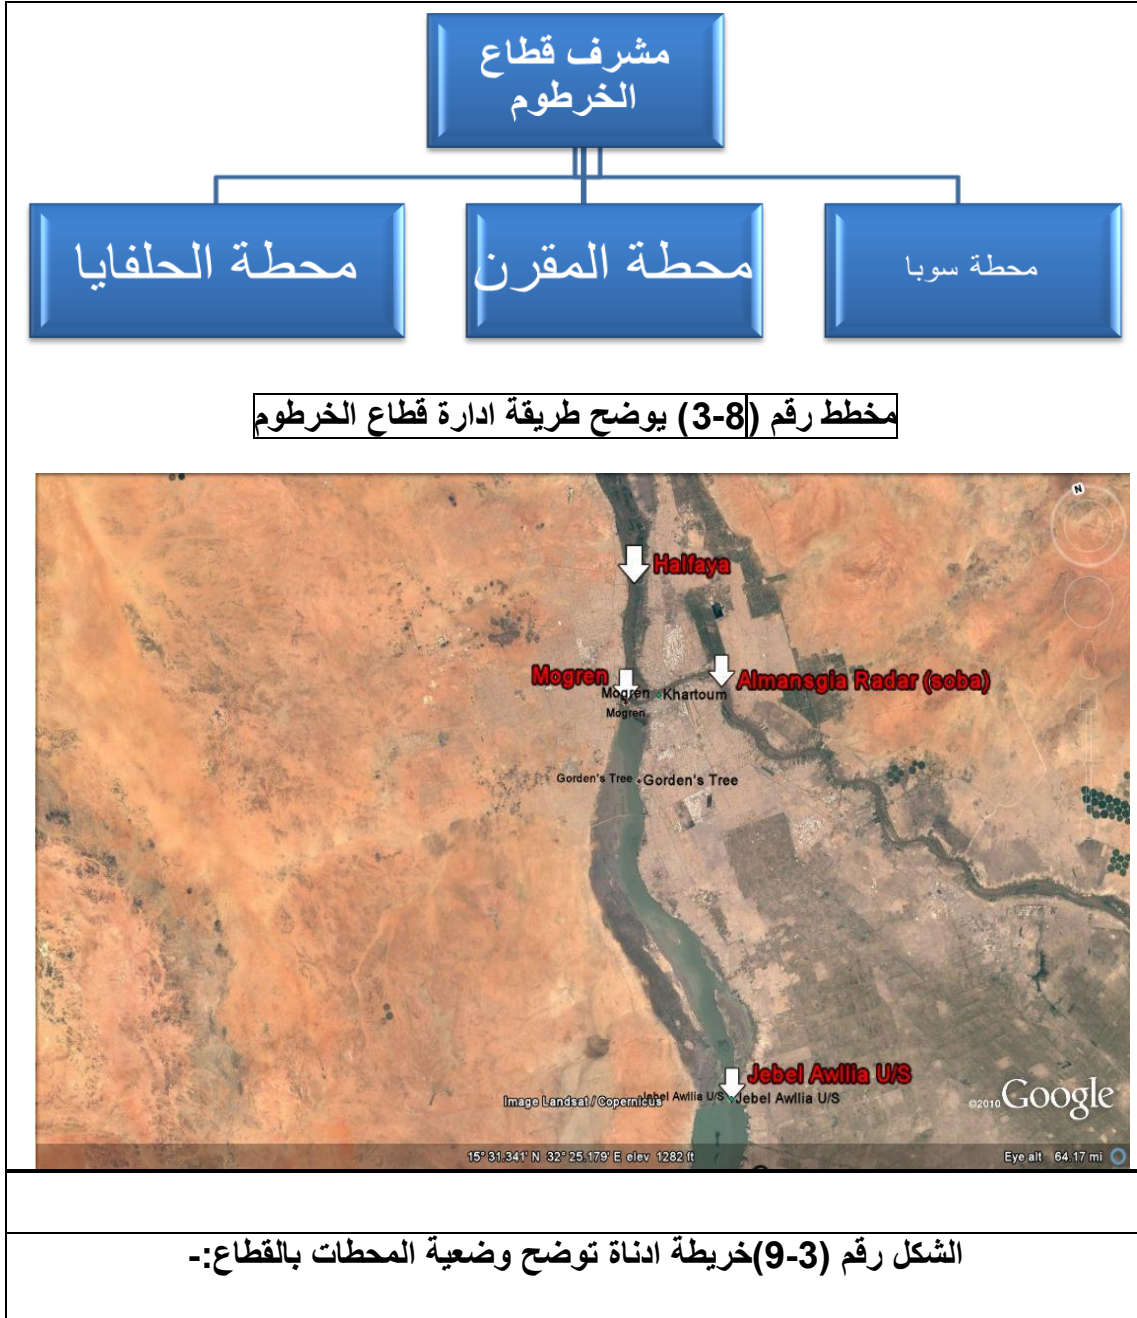 مشرف قطاع
الخرطوم
محطة سوبا
محطة المقرن
محطة الحلفايا
مخطط رقم (3-8) يوضح طريقة ادارة قطاع الخرطوم
N
Halfaya
Mogren
Almansgia Radar (soba)
Mogren
Khartoum
Mogren
Gorden's Tree
Gorden's Tree
Jebel Awllia U/S
Jebel Awllia U/S
Jebel Awllia U/S
Image Landsat / Copernicus
©2010 Google
15° 31.341' N 32° 25.179' E elev 1282 ft
Eye alt 64.17 mi
الشكل رقم (3-9)خريطة ادناة توضح وضعية المحطات بالقطاع:-